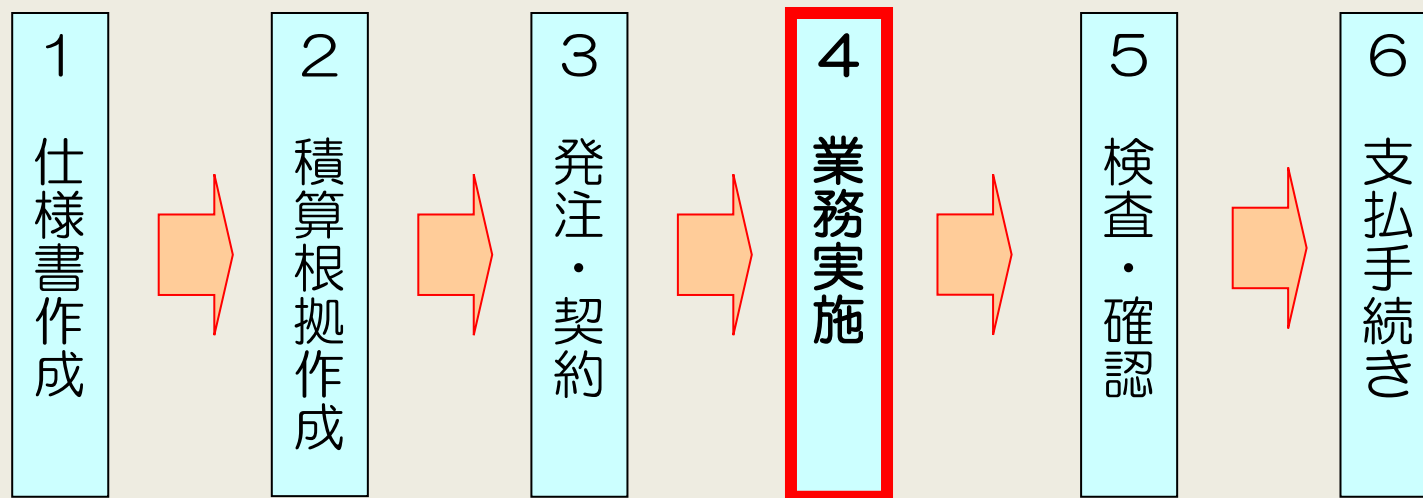 1 仕様書作成
2 積算根拠作成
3 発注・契約
4 業務実施
5 検査・確認
6 支払手続き